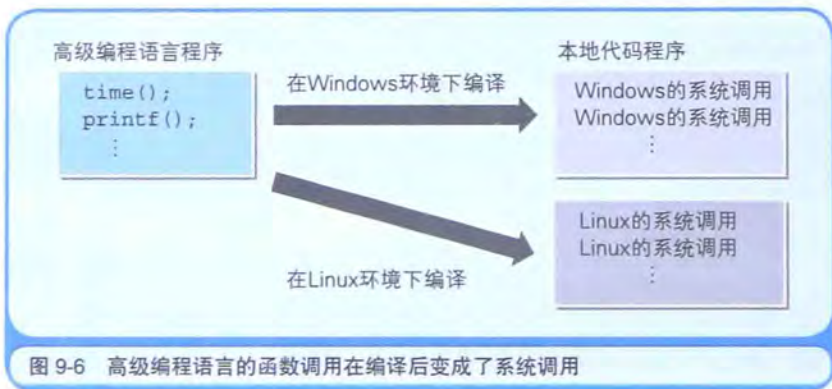 高级编程语言程序
time();
printf();
⋮
在Windows环境下编译
在Linux环境下编译
本地代码程序
Windows的系统调用
Windows的系统调用
⋮
Linux的系统调用
Linux的系统调用
⋮
图 9-6 高级编程语言的函数调用在编译后变成了系统调用